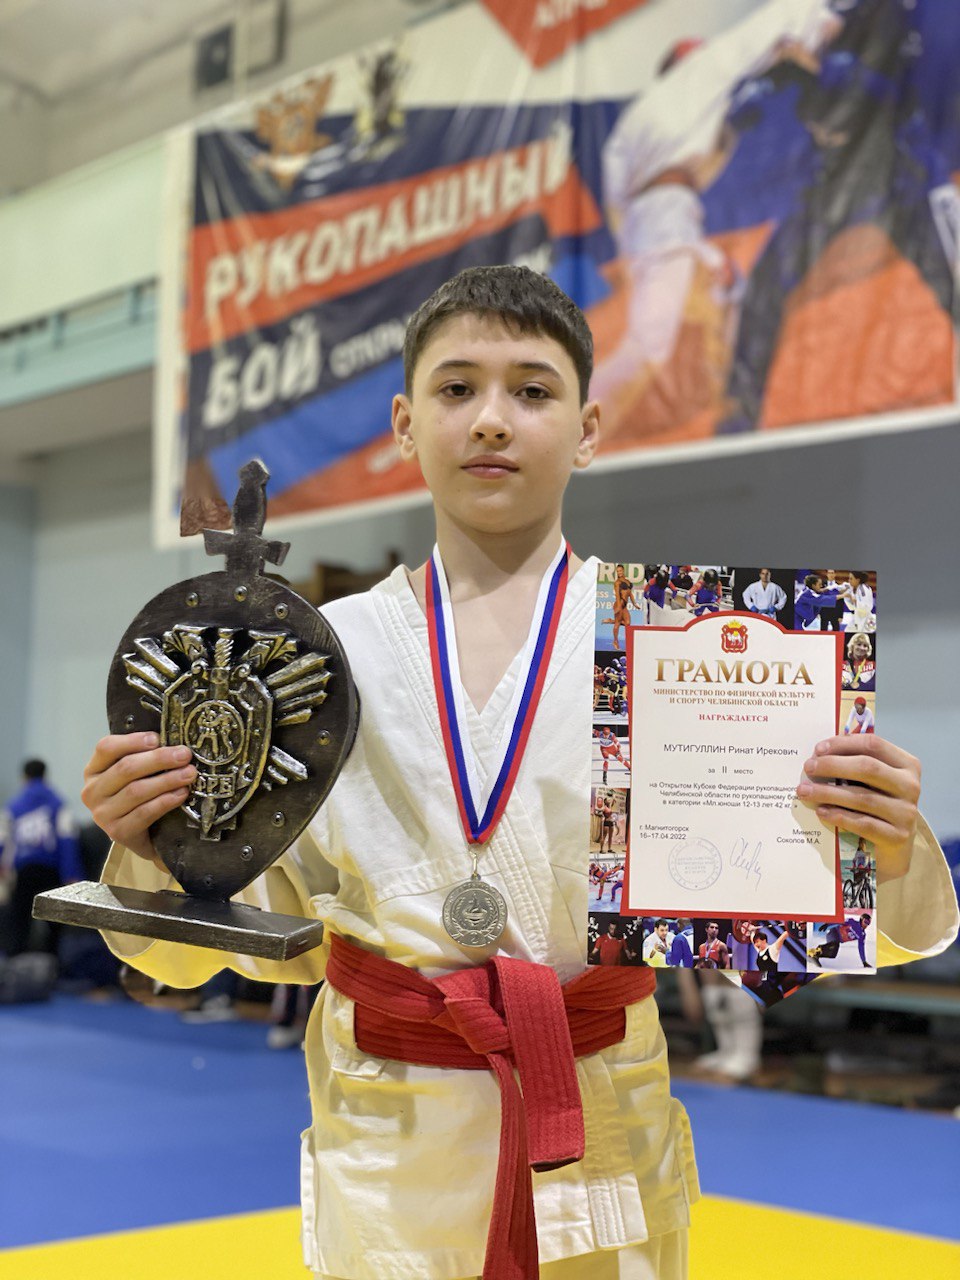 РУКОПАШНЫЙ
БОЙ
ГРАМОТА
МИНИСТЕРСТВО ПО ФИЗИЧЕСКОЙ КУЛЬТУРЕ
И СПОРТУ ЧЕЛЯБИНСКОЙ ОБЛАСТИ
НАГРАЖДАЕТСЯ
МУТИГУЛЛИН Ринат Ирекович
за II место
на Открытом Кубоке Федерации рукопашного
Челябинской области по рукопашному
в категории «Мл.юноши 12-13 лет 42 кг.»
г. Магнитогорск
16–17.04.2022
Министр
Соколов М.А.